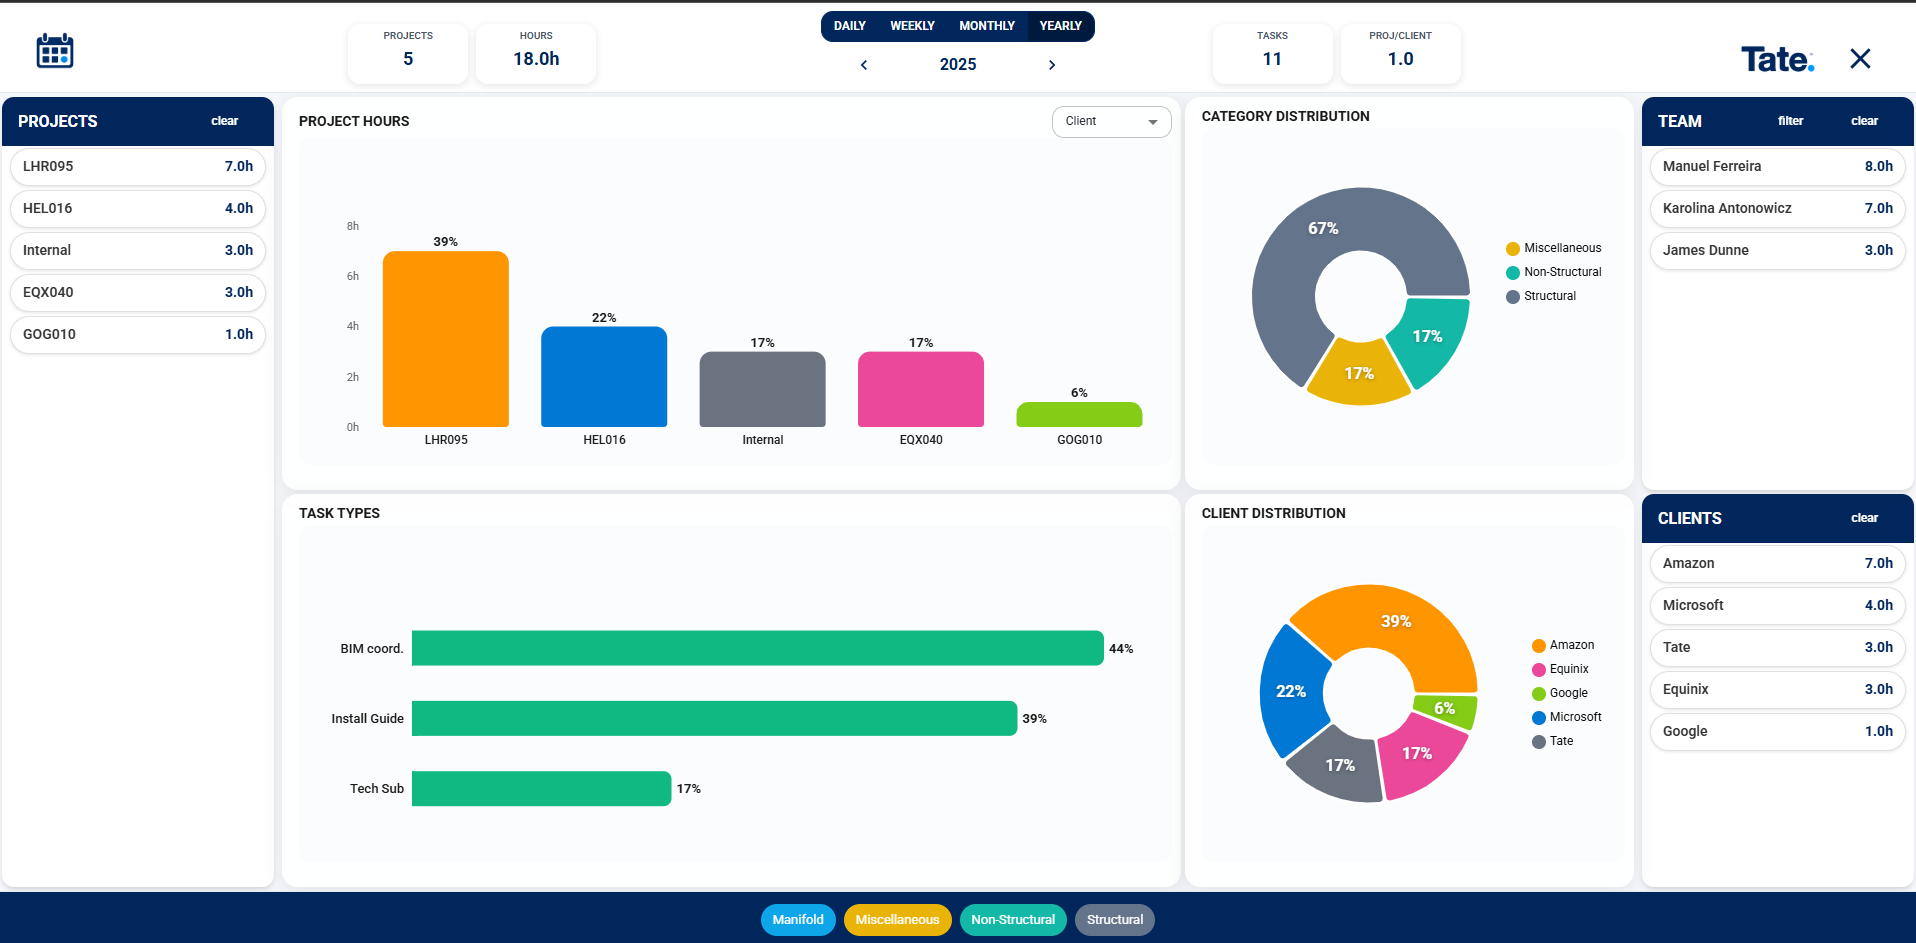 PROJECTS
5
HOURS
18.0h
DAILY WEEKLY MONTHLY YEARLY
2025
TASKS
11
PROJ/CLIENT
1.0
Tate.
PROJECTS clear
LHR095 7.0h
HEL016 4.0h
Internal 3.0h
EQX040 3.0h
GOG010 1.0h
PROJECT HOURS
Client
8h
6h
4h
2h
0h
39%
22%
17%
17%
6%
LHR095 HEL016 Internal EQX040 GOG010
CATEGORY DISTRIBUTION
67%
17%
17%
Miscellaneous
Non-Structural
Structural
TEAM filter clear
Manuel Ferreira 8.0h
Karolina Antonowicz 7.0h
James Dunne 3.0h
TASK TYPES
BIM coord. 44%
Install Guide 39%
Tech Sub 17%
CLIENT DISTRIBUTION
39%
22%
6%
17%
17%
Amazon
Equinix
Google
Microsoft
Tate
CLIENTS clear
Amazon 7.0h
Microsoft 4.0h
Tate 3.0h
Equinix 3.0h
Google 1.0h
Manifold Miscellaneous Non-Structural Structural